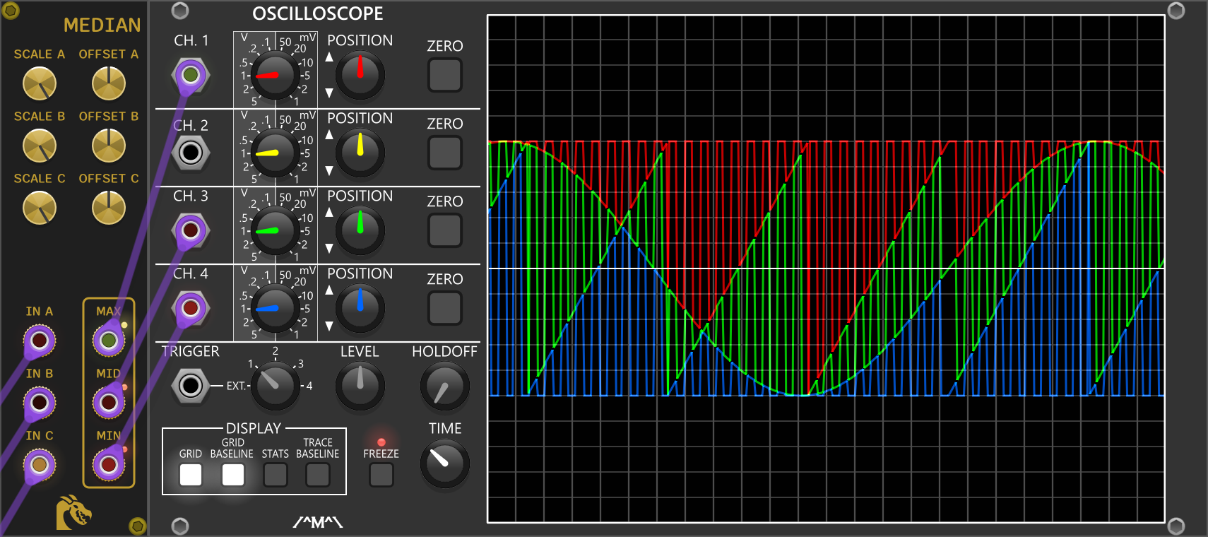 MEDIAN
SCALE A OFFSET A
SCALE B OFFSET B
SCALE C OFFSET C
IN A MAX
IN B MID
IN C MIN
OSCILLOSCOPE
CH. 1 POSITION ZERO
V .1 50 mV
.2 20
.5 10
1 5
2 2
5 1
CH. 2 POSITION ZERO
V .1 50 mV
.2 20
.5 10
1 5
2 2
5 1
CH. 3 POSITION ZERO
V .1 50 mV
.2 20
.5 10
1 5
2 2
5 1
CH. 4 POSITION ZERO
V .1 50 mV
.2 20
.5 10
1 5
2 2
5 1
TRIGGER LEVEL HOLDOFF
2
1 3
EXT. 4
DISPLAY
GRID GRID BASELINE STATS TRACE BASELINE
FREEZE
TIME